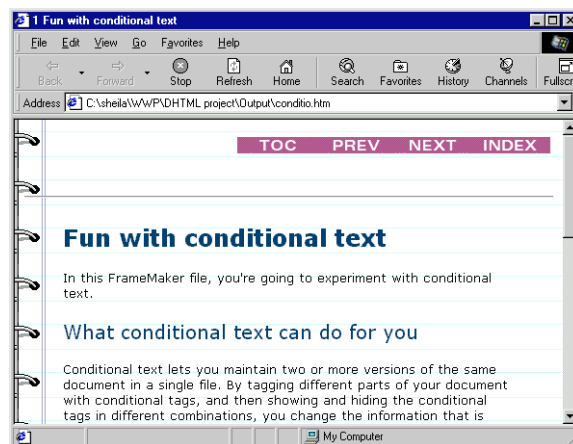 1 Fun with conditional text
File Edit View Go Favorites Help
Back Forward Stop Refresh Home Search Favorites History Channels Fullscr
Address C:\sheila\WWP\DHTML project\Output\conditio.htm
TOC PREV NEXT INDEX
Fun with conditional text
In this FrameMaker file, you're going to experiment with conditional
text.
What conditional text can do for you
Conditional text lets you maintain two or more versions of the same
document in a single file. By tagging different parts of your document
with conditional tags, and then showing and hiding the conditional
tags in different combinations, you change the information that is
My Computer